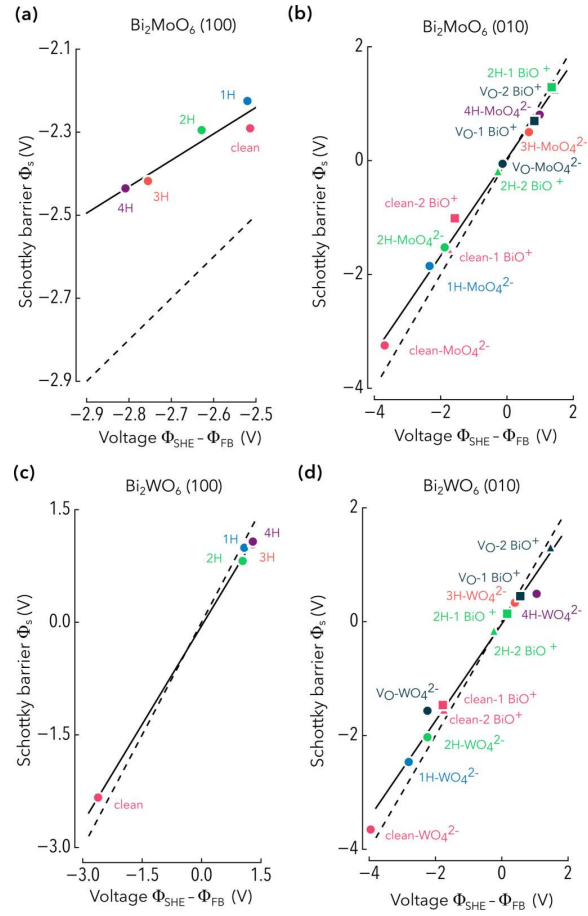 (a)
Bi2MoO6 (100)
−2.1
−2.3
−2.5
−2.7
−2.9
Schottky barrier Φs (V)
1H
2H
clean
3H
4H
−2.9 −2.8 −2.7 −2.6 −2.5
Voltage ΦSHE − ΦFB (V)
(b)
Bi2MoO6 (010)
2
0
−2
−4
Schottky barrier Φs (V)
2H-1 BiO+
VO-2 BiO+
4H-MoO42-
VO-1 BiO+
3H-MoO42-
VO-MoO42-
2H-2 BiO+
clean-2 BiO+
2H-MoO42-
clean-1 BiO+
1H-MoO42-
clean-MoO42-
−4 −2 0 2
Voltage ΦSHE − ΦFB (V)
(c)
Bi2WO6 (100)
1.5
0.0
−1.5
−3.0
Schottky barrier Φs (V)
4H
1H
2H
3H
clean
−3.0 −1.5 0.0 1.5
Voltage ΦSHE − ΦFB (V)
(d)
Bi2WO6 (010)
2
0
−2
−4
Schottky barrier Φs (V)
VO-2 BiO+
VO-1 BiO+
3H-WO42-
2H-1 BiO+
4H-WO42-
2H-2 BiO+
VO-WO42-
clean-1 BiO+
clean-2 BiO+
2H-WO42-
1H-WO42-
clean-WO42-
−4 −2 0 2
Voltage ΦSHE − ΦFB (V)